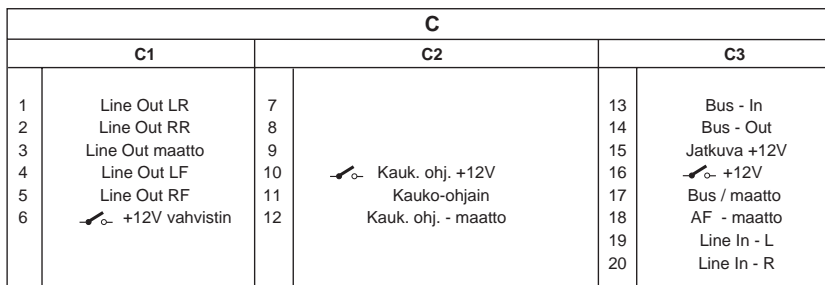 C
C1 C2 C3
1 Line Out LR 7 13 Bus - In
2 Line Out RR 8 14 Bus - Out
3 Line Out maatto 9 15 Jatkuva +12V
4 Line Out LF 10 Kauk. ohj. +12V 16 +12V
5 Line Out RF 11 Kauko-ohjain 17 Bus / maatto
6 +12V vahvistin 12 Kauk. ohj. - maatto 18 AF - maatto
19 Line In - L
20 Line In - R